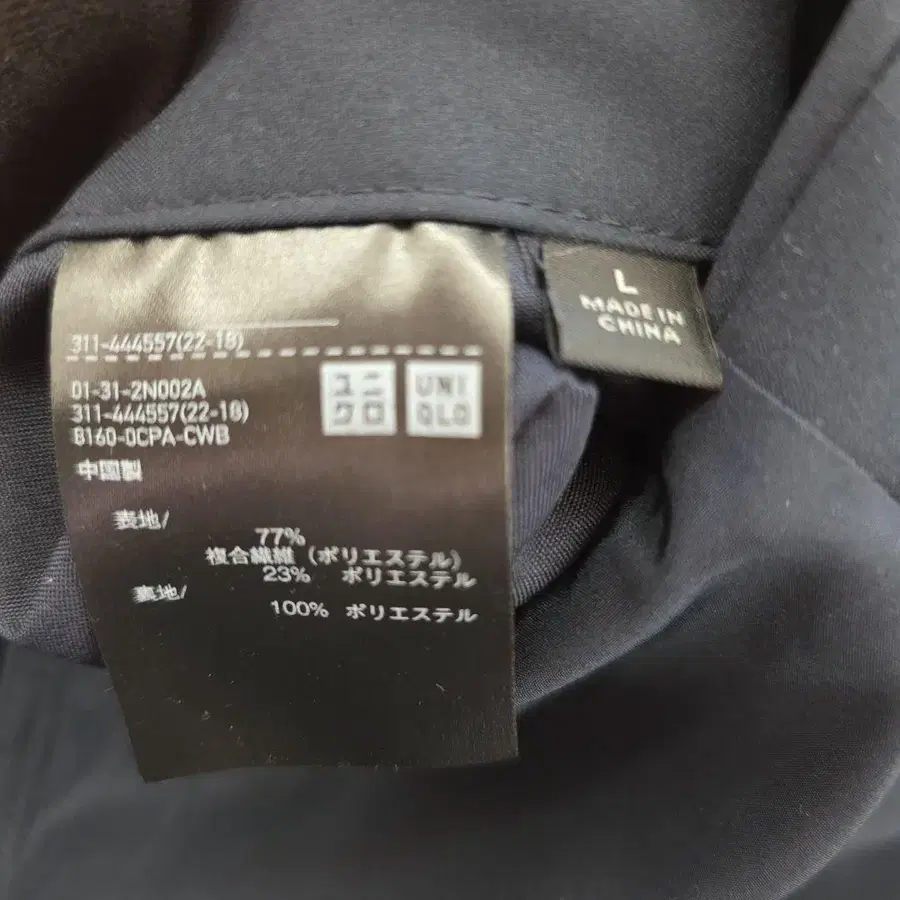 311-444557(22-18)
01-31-2N002A
311-444557(22-18)
8160-0CPA-CWB
中国製
ユニ
クロ
UNI
QLO
表地/
77%
複合繊維 (ポリエステル)
23% ポリエステル
裏地/
100% ポリエステル
L
MADE IN
CHINA